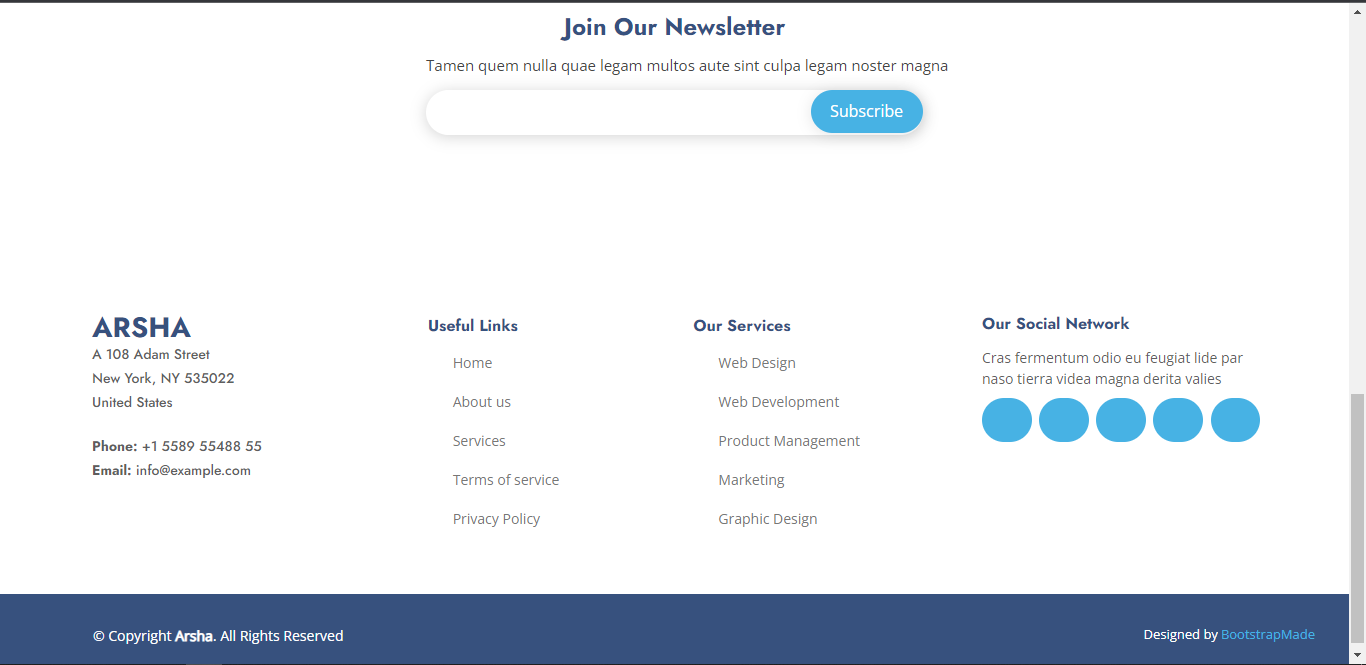 Join Our Newsletter
Tamen quem nulla quae legam multos aute sint culpa legam noster magna
Subscribe
ARSHA
A 108 Adam Street
New York, NY 535022
United States
Phone: +1 5589 55488 55
Email: info@example.com
Useful Links
Home
About us
Services
Terms of service
Privacy Policy
Our Services
Web Design
Web Development
Product Management
Marketing
Graphic Design
Our Social Network
Cras fermentum odio eu feugiat lide par
naso tierra videa magna derita valies
© Copyright Arsha. All Rights Reserved
Designed by BootstrapMade